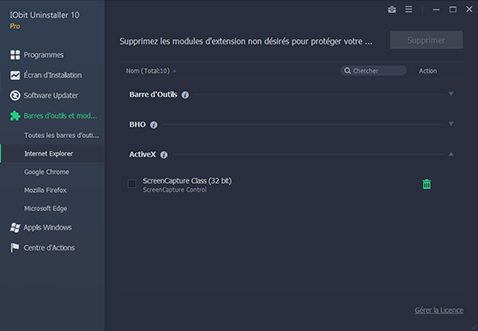 IObit Uninstaller 10
Pro
Supprimez les modules d'extension non désirés pour protéger votre ...
Supprimer
Programmes
Écran d'Installation
Software Updater
Barres d'outils et mod...
Toutes les barres d'outi...
Internet Explorer
Google Chrome
Mozilla Firefox
Microsoft Edge
Applis Windows
Centre d'Actions
Nom (Total:10)
Chercher
Action
Barre d'Outils
BHO
ActiveX
ScreenCapture Class (32 bit)
ScreenCapture Control
Gérer la Licence